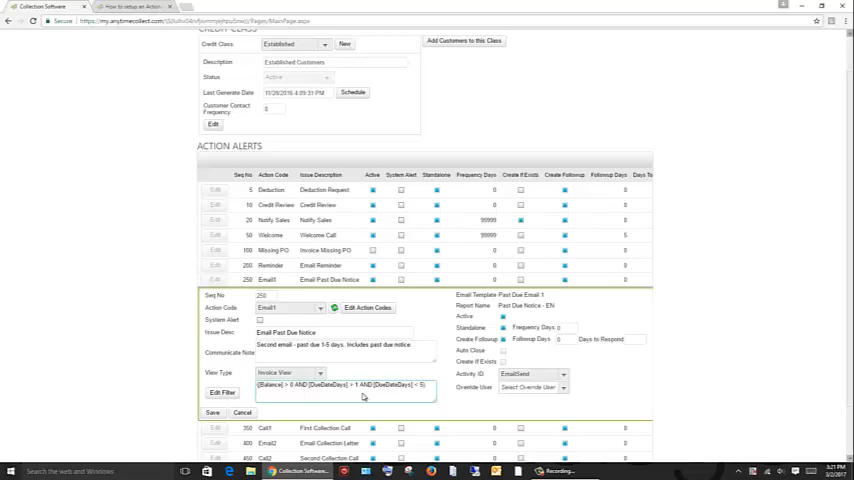 Collection Software
How to setup an Action
Secure
CREDIT CLASS
Credit Class Established New
Add Customers to this Class
Description Established Customers
Status Active
Last Generate Date 11/28/2016 4:09:31 PM Schedule
Customer Contact
Frequency
Edit
ACTION ALERTS
Seq No Action Code Issue Description Active System Alert Standalone Frequency Days Create If Exists Create Followup Followup Days Days To
Edit 5 Deduction Deduction Request 0 0
Edit 10 Credit Review Credit Review 0 0
Edit 20 Notify Sales Notify Sales 99999 0
Edit 50 Welcome Welcome Call 99999 5
Edit 100 Missing PO Invoice Missing PO 0 0
Edit 200 Reminder Email Reminder 0 0
Edit 250 Email1 Email Past Due Notice 0 0
Seq No 250
Email Template Past Due Email 1
Report Name Past Due Notice - EN
Action Code Email1 Edit Action Codes
Active
System Alert
Standalone Frequency Days 0
Issue Desc Email Past Due Notice
Create Followup Followup Days 0 Days to Respond
Second email - past due 1-5 days. Includes past due notice
Communicate Note
Auto Close
Create If Exists
View Type Invoice View
Activity ID EmailSend
([Balance] > 0 AND [DueDateDays] > 1 AND [DueDateDays] < 5)
Override User Select Override User
Edit Filter
Save Cancel
Edit 350 Call1 First Collection Call 0 0
Edit 400 Email2 Email Collection Letter 0 0
Edit 450 Call2 Second Collection Call 0 0
Search the web and Windows
Collection Software...
Recording...
3:21 PM
3/2/2017